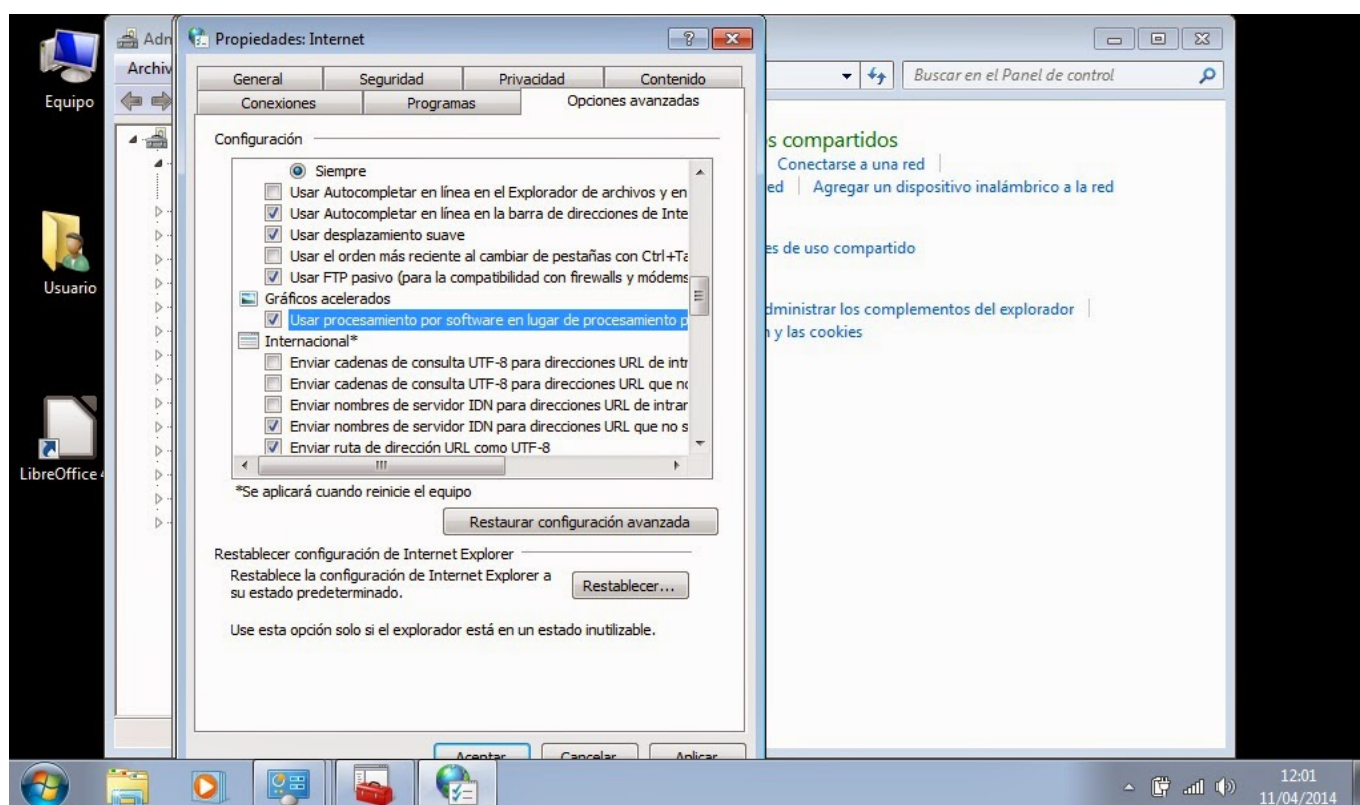 Adn
Propiedades: Internet
Archiv
General
Seguridad
Privacidad
Contenido
Buscar en el Panel de control
Equipo
Conexiones
Programas
Opciones avanzadas
Configuración
s compartidos
Siempre
Conectarse a una red
Usar Autocompletar en línea en el Explorador de archivos y en
ed
Agregar un dispositivo inalámbrico a la red
Usar Autocompletar en línea en la barra de direcciones de Inte
Usar desplazamiento suave
Usar el orden más reciente al cambiar de pestañas con Ctrl+Ta
es de uso compartido
Usar FTP pasivo (para la compatibilidad con firewalls y módems
Usuario
Gráficos acelerados
dministrar los complementos del explorador
Usar procesamiento por software en lugar de procesamiento p
n y las cookies
Internacional*
Enviar cadenas de consulta UTF-8 para direcciones URL de intr
Enviar cadenas de consulta UTF-8 para direcciones URL que no
Enviar nombres de servidor IDN para direcciones URL de intrar
Enviar nombres de servidor IDN para direcciones URL que no s
Enviar ruta de dirección URL como UTF-8
LibreOffice 4
*Se aplicará cuando reinicie el equipo
Restaurar configuración avanzada
Restablecer configuración de Internet Explorer
Restablece la configuración de Internet Explorer a
su estado predeterminado.
Restablecer...
Use esta opción solo si el explorador está en un estado inutilizable.
Aceptar
Cancelar
Aplicar
12:01
11/04/2014